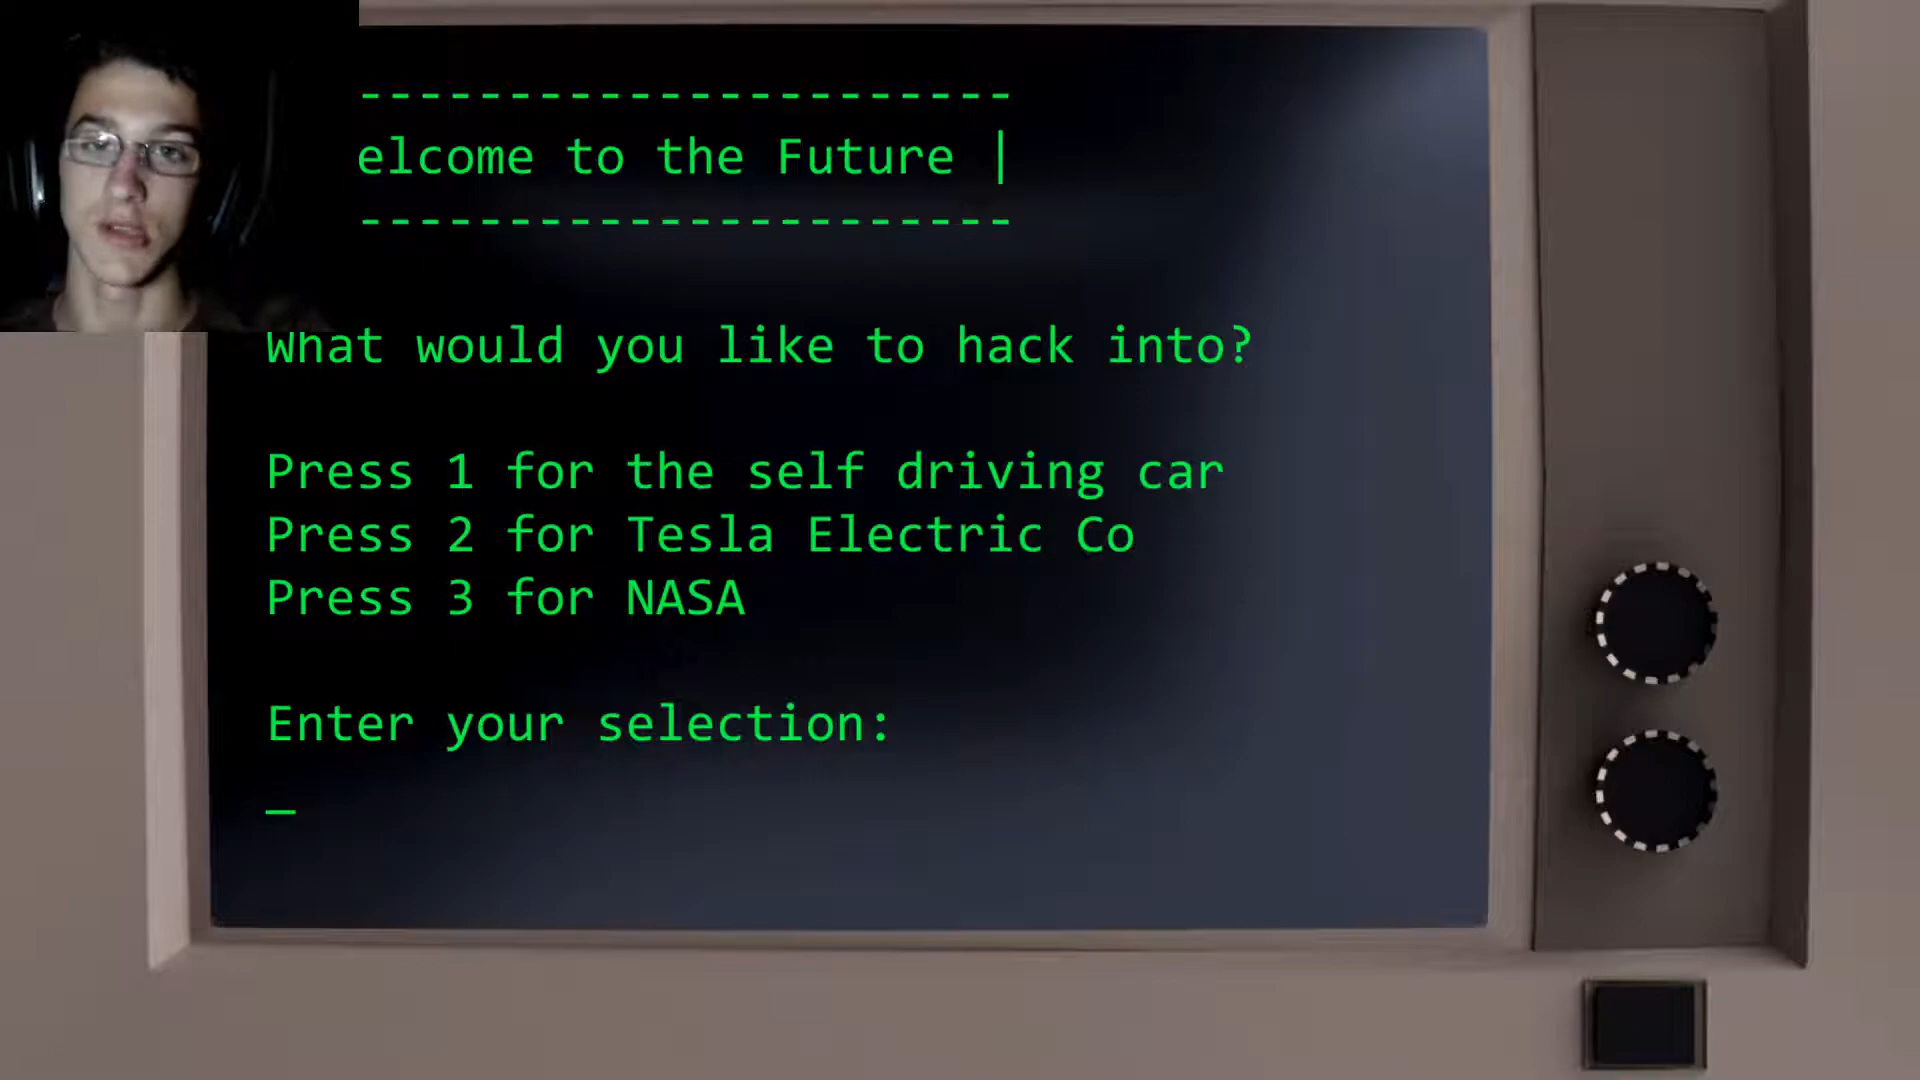 -----------------------
elcome to the Future |
-----------------------
What would you like to hack into?
Press 1 for the self driving car
Press 2 for Tesla Electric Co
Press 3 for NASA
Enter your selection:
_